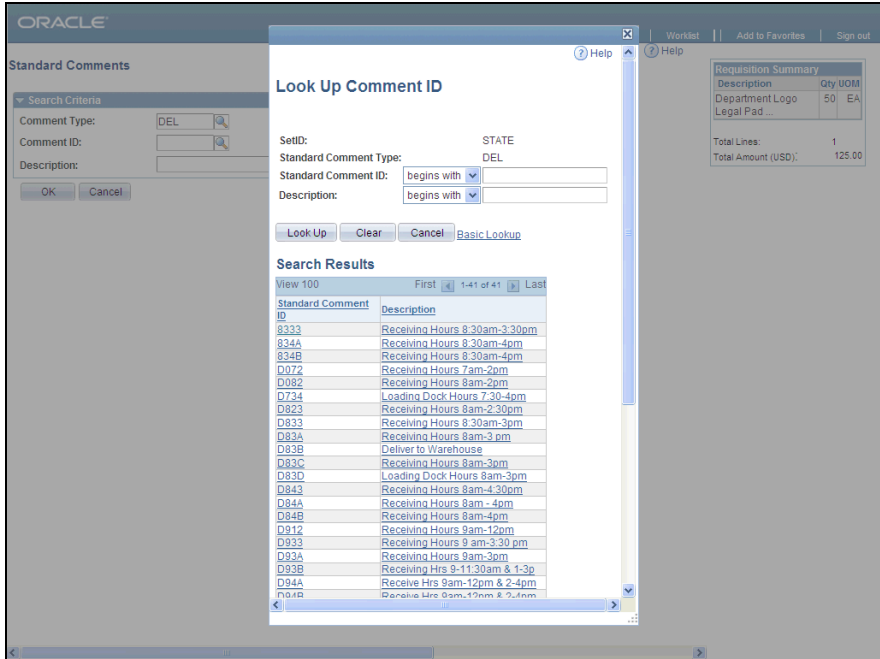 ORACLE
Worklist | Add to Favorites | Sign out
Help
Help
Standard Comments
Requisition Summary
Description Qty UOM
Department Logo Legal Pad ... 50 EA
Total Lines: 1
Total Amount (USD): 125.00
Search Criteria
Comment Type: DEL
Comment ID:
Description:
OK Cancel
Look Up Comment ID
SetID: STATE
Standard Comment Type: DEL
Standard Comment ID: begins with
Description: begins with
Look Up Clear Cancel Basic Lookup
Search Results
View 100 First 1-41 of 41 Last
Standard Comment ID Description
8333 Receiving Hours 8:30am-3:30pm
834A Receiving Hours 8:30am-4pm
834B Receiving Hours 8:30am-4pm
D072 Receiving Hours 7am-2pm
D082 Receiving Hours 8am-2pm
D734 Loading Dock Hours 7:30-4pm
D823 Receiving Hours 8am-2:30pm
D833 Receiving Hours 8:30am-3pm
D83A Receiving Hours 8am-3 pm
D83B Deliver to Warehouse
D83C Receiving Hours 8am-3pm
D83D Loading Dock Hours 8am-3pm
D843 Receiving Hours 8am-4:30pm
D84A Receiving Hours 8am - 4pm
D84B Receiving Hours 8am-4pm
D912 Receiving Hours 9am-12pm
D933 Receiving Hours 9 am-3:30 pm
D93A Receiving Hours 9am-3pm
D93B Receiving Hrs 9-11:30am & 1-3p
D94A Receive Hrs 9am-12pm & 2-4pm
D94B Receive Hrs 9am-12pm & 2-4pm